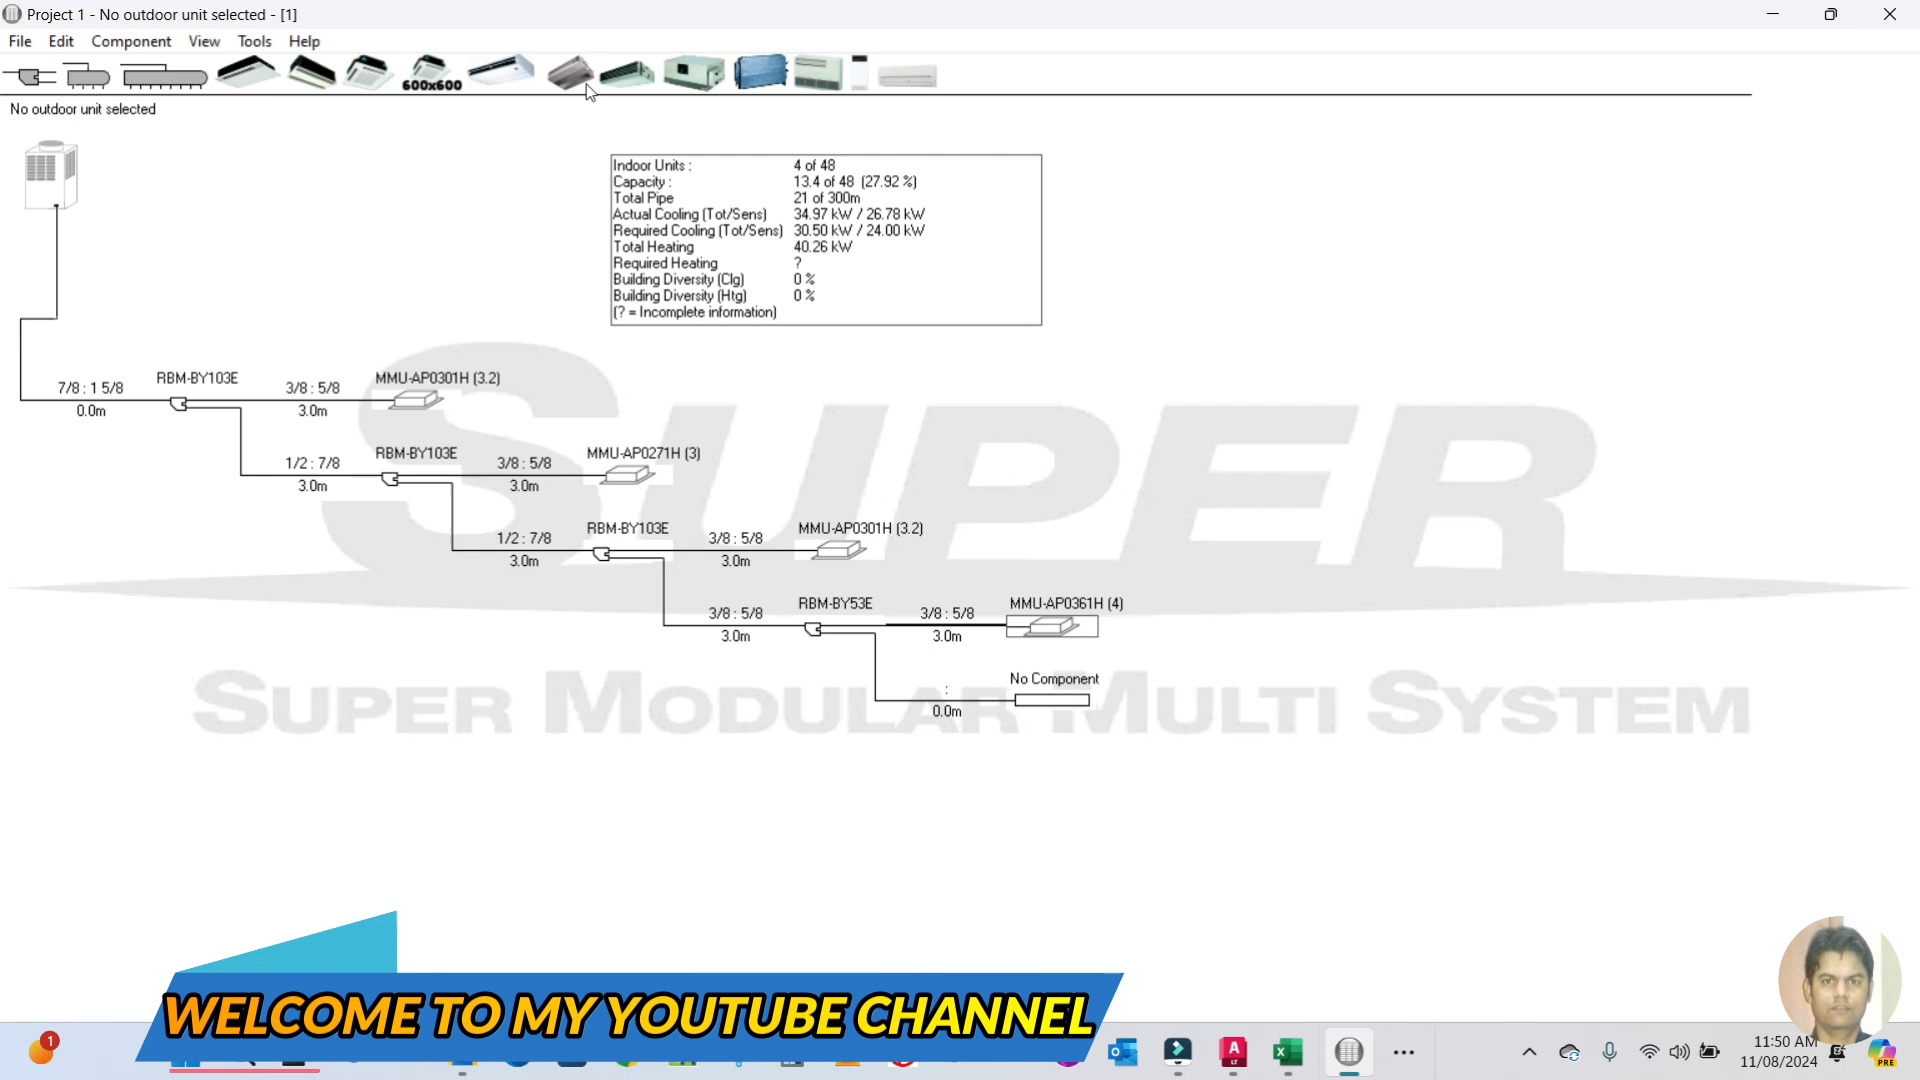 Project 1 - No outdoor unit selected - [1]
File Edit Component View Tools Help
600x600
No outdoor unit selected
Indoor Units : 4 of 48
Capacity : 13.4 of 48 (27.92 %)
Total Pipe 21 of 300m
Actual Cooling (Tot/Sens) 34.97 kW / 26.78 kW
Required Cooling (Tot/Sens) 30.50 kW / 24.00 kW
Total Heating 40.26 kW
Required Heating ?
Building Diversity (Clg) 0 %
Building Diversity (Htg) 0 %
(? = Incomplete information)
RBM-BY103E MMU-AP0301H (3.2)
7/8 : 1 5/8 3/8 : 5/8
0.0m 3.0m
RBM-BY103E MMU-AP0271H (3)
1/2 : 7/8 3/8 : 5/8
3.0m 3.0m
RBM-BY103E MMU-AP0301H (3.2)
1/2 : 7/8 3/8 : 5/8
3.0m 3.0m
RBM-BY53E MMU-AP0361H (4)
3/8 : 5/8 3/8 : 5/8
3.0m 3.0m
No Component
:
0.0m
SUPER
SUPER MODULAR MULTI SYSTEM
WELCOME TO MY YOUTUBE CHANNEL
1
A
LT
11:50 AM
11/08/2024
PRE